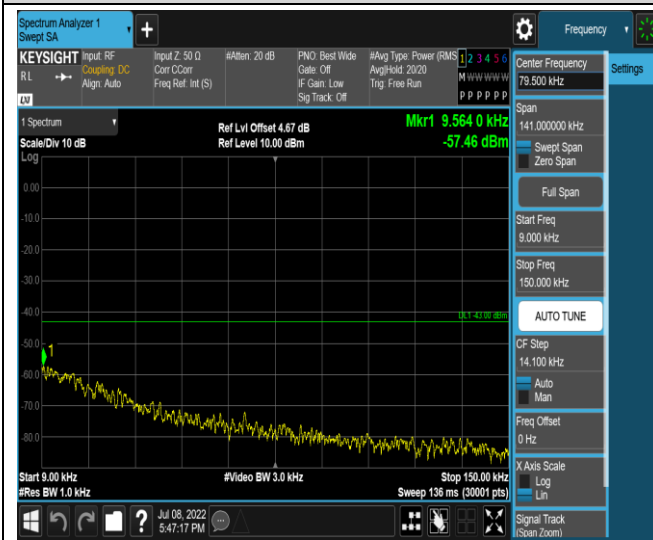 Spectrum Analyzer 1
Swept SA
+
Frequency
KEYSIGHT
RL
LXI
Input: RF
Coupling: DC
Align: Auto
Input Z: 50 Ω
Corr CCorr
Freq Ref: Int (S)
#Atten: 20 dB
PNO: Best Wide
Gate: Off
IF Gain: Low
Sig Track: Off
#Avg Type: Power (RMS
Avg|Hold: 20/20
Trig: Free Run
1 2 3 4 5 6
M W W W W W
P P P P P P
1 Spectrum
Scale/Div 10 dB
Log
Ref Lvl Offset 4.67 dB
Ref Level 10.00 dBm
Mkr1 9.564 0 kHz
-57.46 dBm
0.00
-10.0
-20.0
-30.0
-40.0
DL1 -43.00 dBm
-50.0
1
-60.0
-70.0
-80.0
Start 9.00 kHz
#Res BW 1.0 kHz
#Video BW 3.0 kHz
Stop 150.00 kHz
Sweep 136 ms (30001 pts)
?
Jul 08, 2022
5:47:17 PM
Center Frequency
79.500 kHz
Settings
Span
141.000000 kHz
Swept Span
Zero Span
Full Span
Start Freq
9.000 kHz
Stop Freq
150.000 kHz
AUTO TUNE
CF Step
14.100 kHz
Auto
Man
Freq Offset
0 Hz
X Axis Scale
Log
Lin
Signal Track
(Span Zoom)